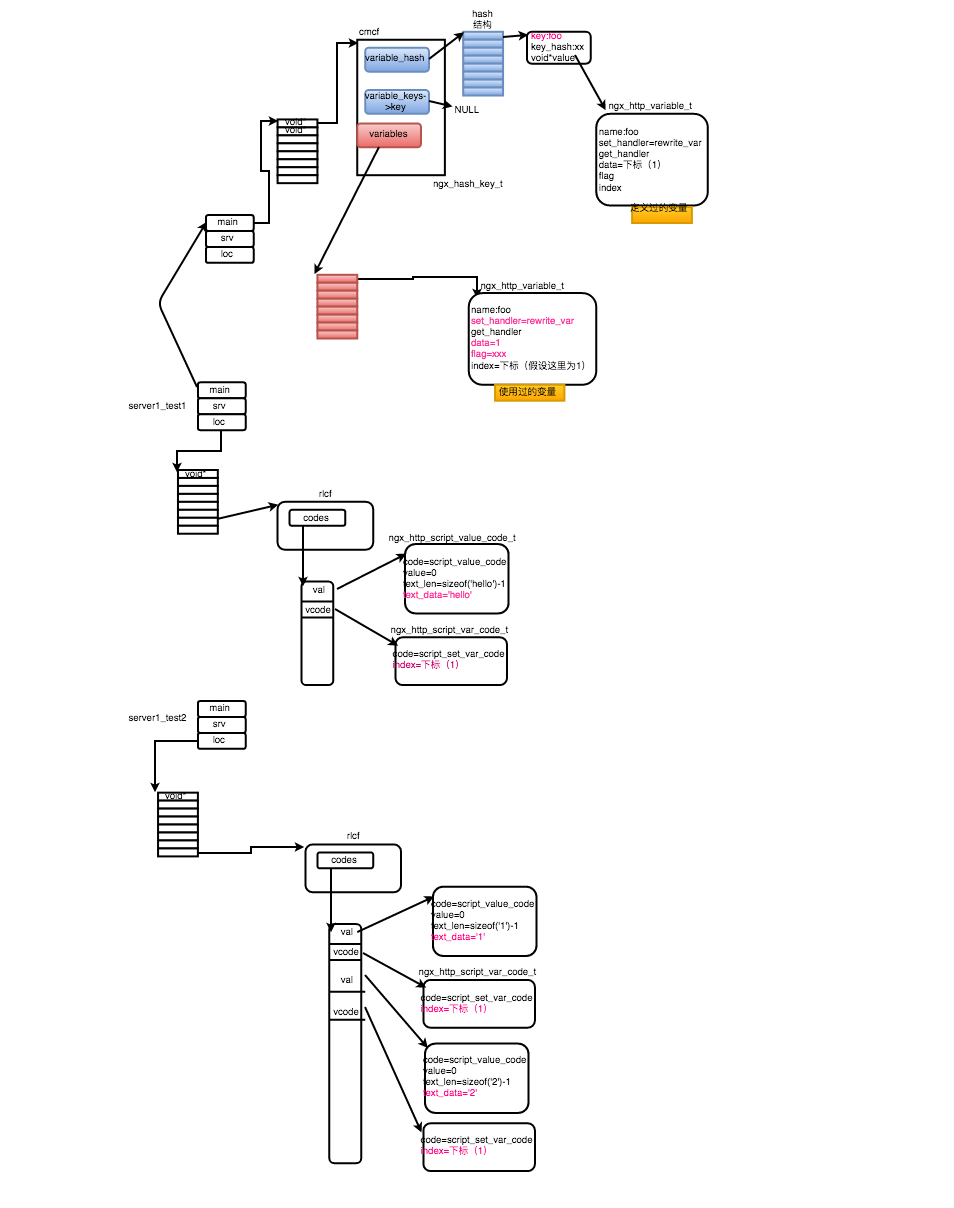 hash
结构
cmcf
key:foo
key_hash:xx
void*value
variable_hash
variable_keys->key
NULL
ngx_http_variable_t
void*
void*
variables
name:foo
set_handler=rewrite_var
get_handler
data=下标（1）
flag
index
ngx_hash_key_t
定义过的变量
main
srv
loc
ngx_http_variable_t
name:foo
set_handler=rewrite_var
get_handler
data=1
flag=xxx
index=下标（假设这里为1）
使用过的变量
server1_test1
main
srv
loc
void*
rlcf
codes
ngx_http_script_value_code_t
code=script_value_code
value=0
text_len=sizeof('hello')-1
text_data='hello'
val
vcode
ngx_http_script_var_code_t
code=script_set_var_code
index=下标（1）
server1_test2
main
srv
loc
void*
rlcf
codes
code=script_value_code
value=0
text_len=sizeof('1')-1
text_data='1'
val
vcode
val
vcode
ngx_http_script_var_code_t
code=script_set_var_code
index=下标（1）
code=script_value_code
value=0
text_len=sizeof('2')-1
text_data='2'
code=script_set_var_code
index=下标（1）